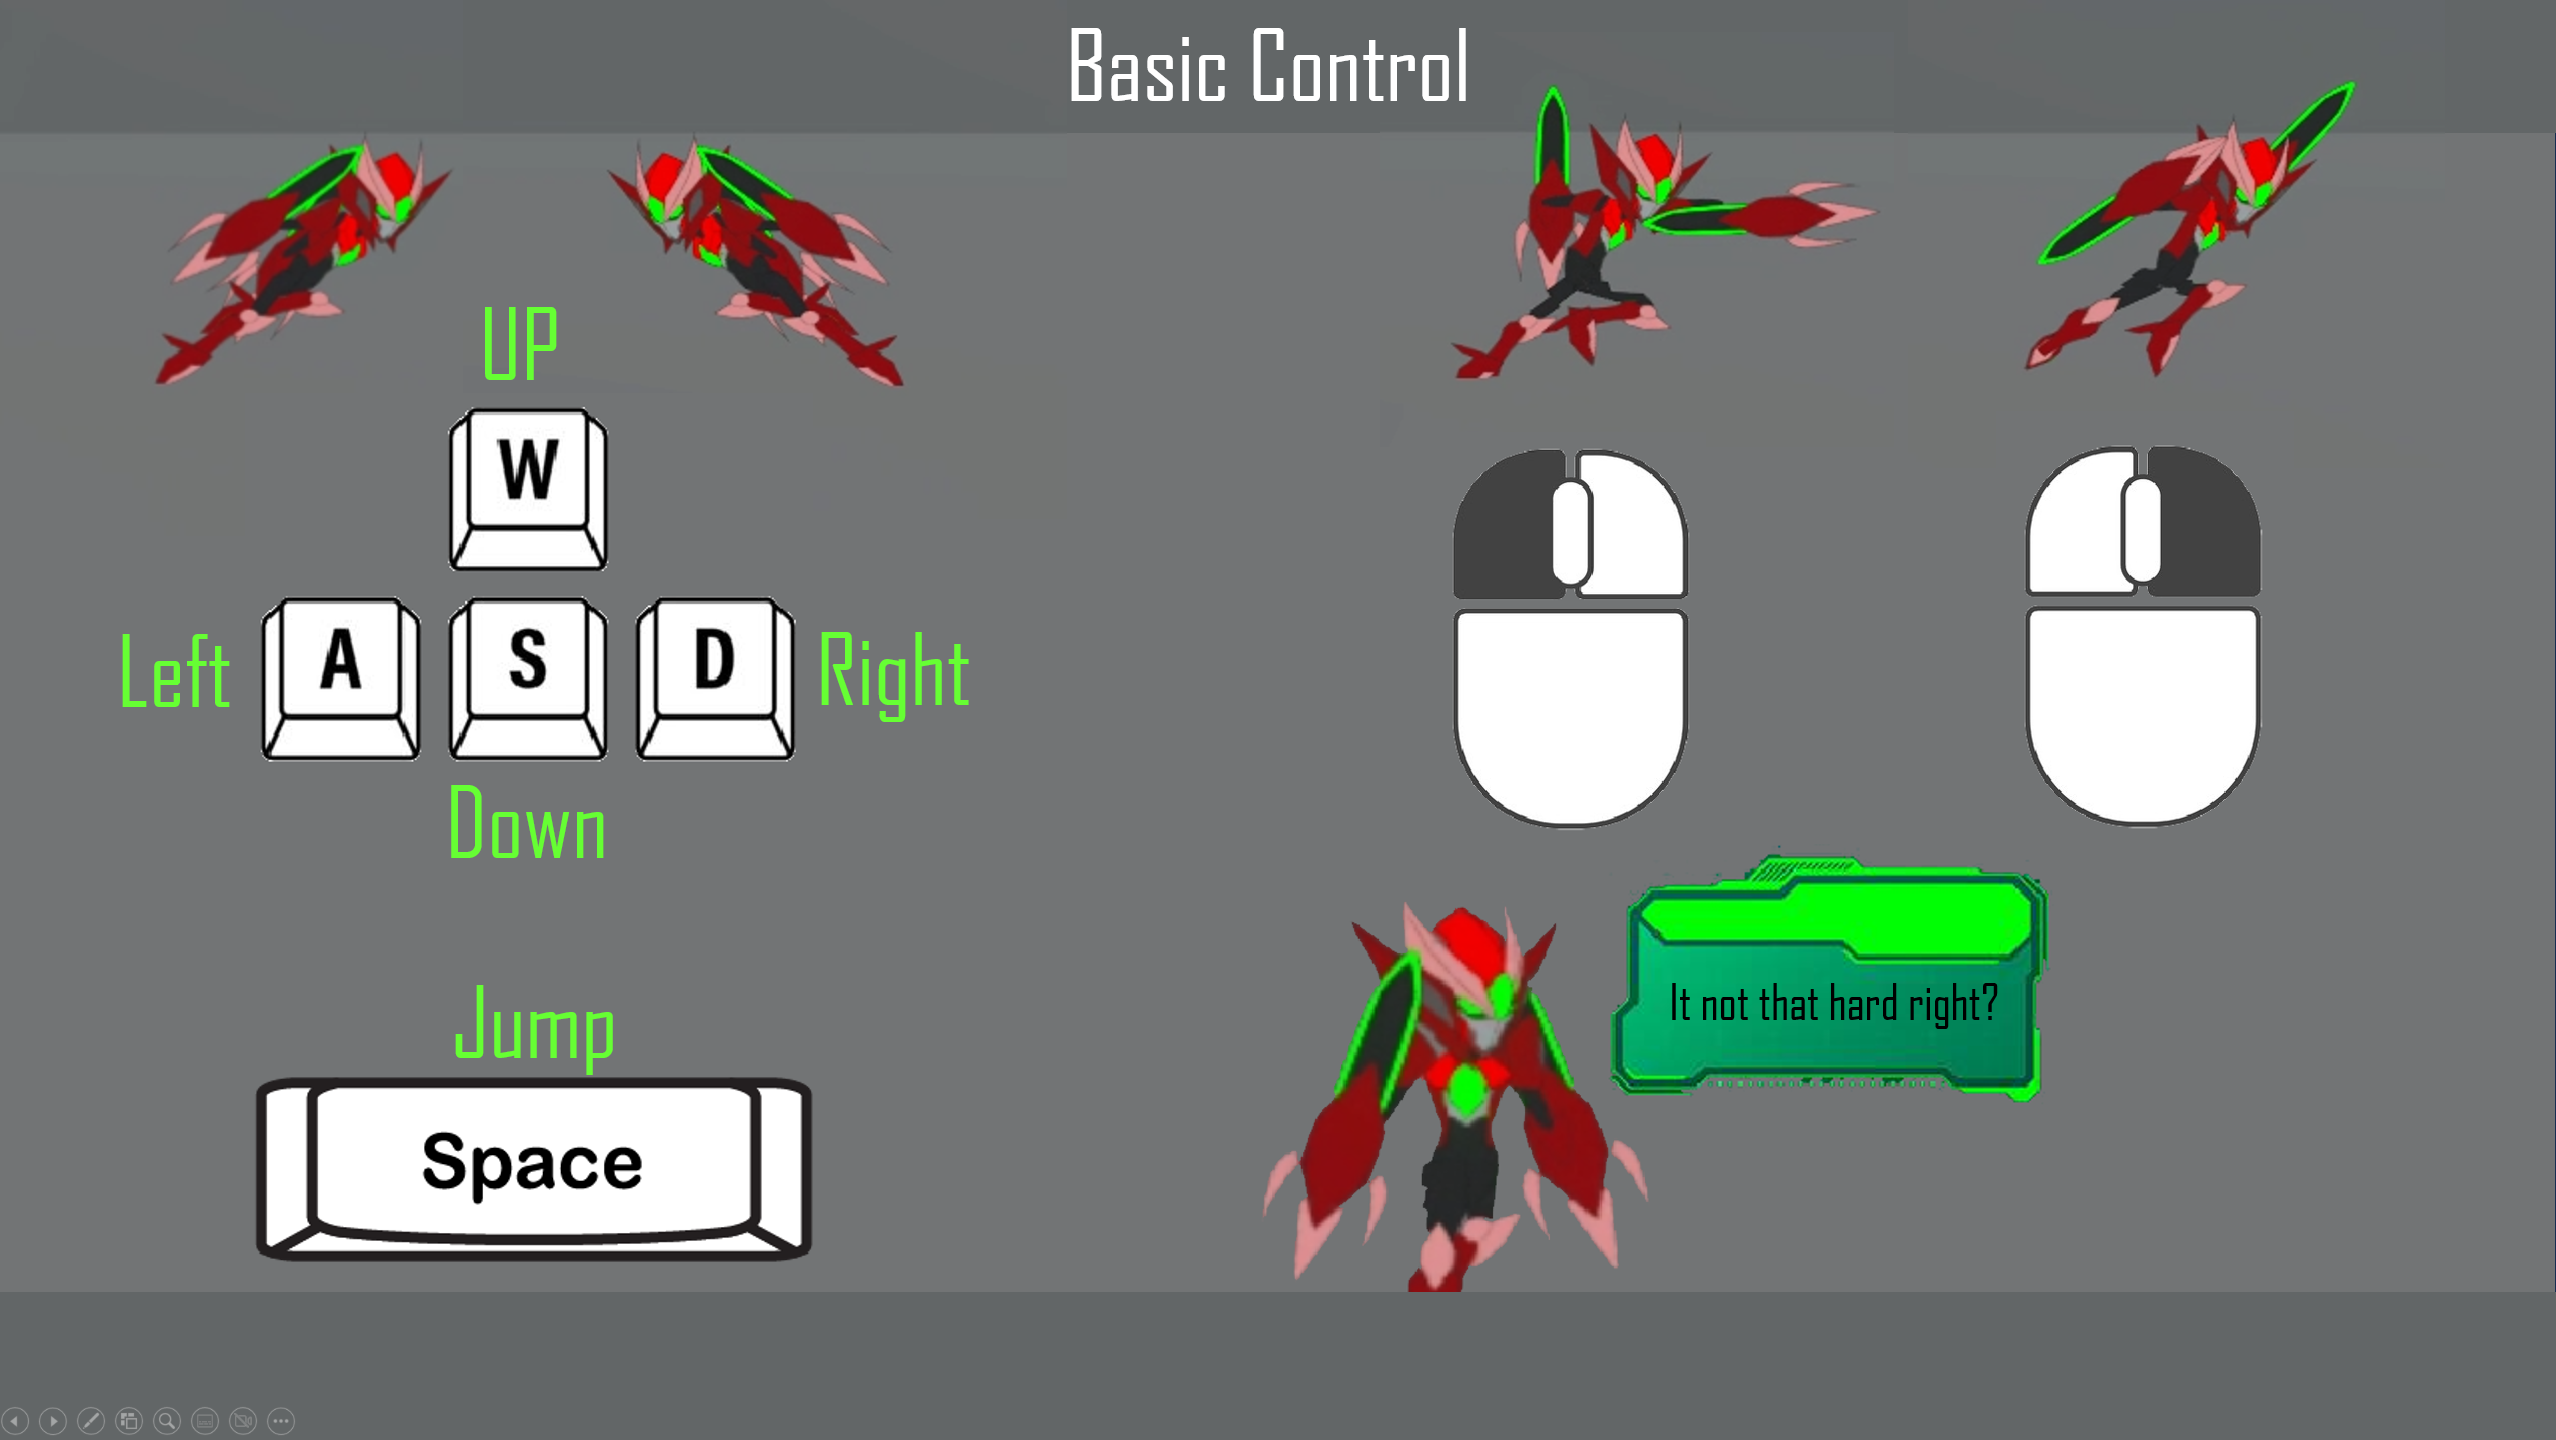 Basic Control
UP
W
Left
A
S
D
Right
Down
Jump
Space
It not that hard right?